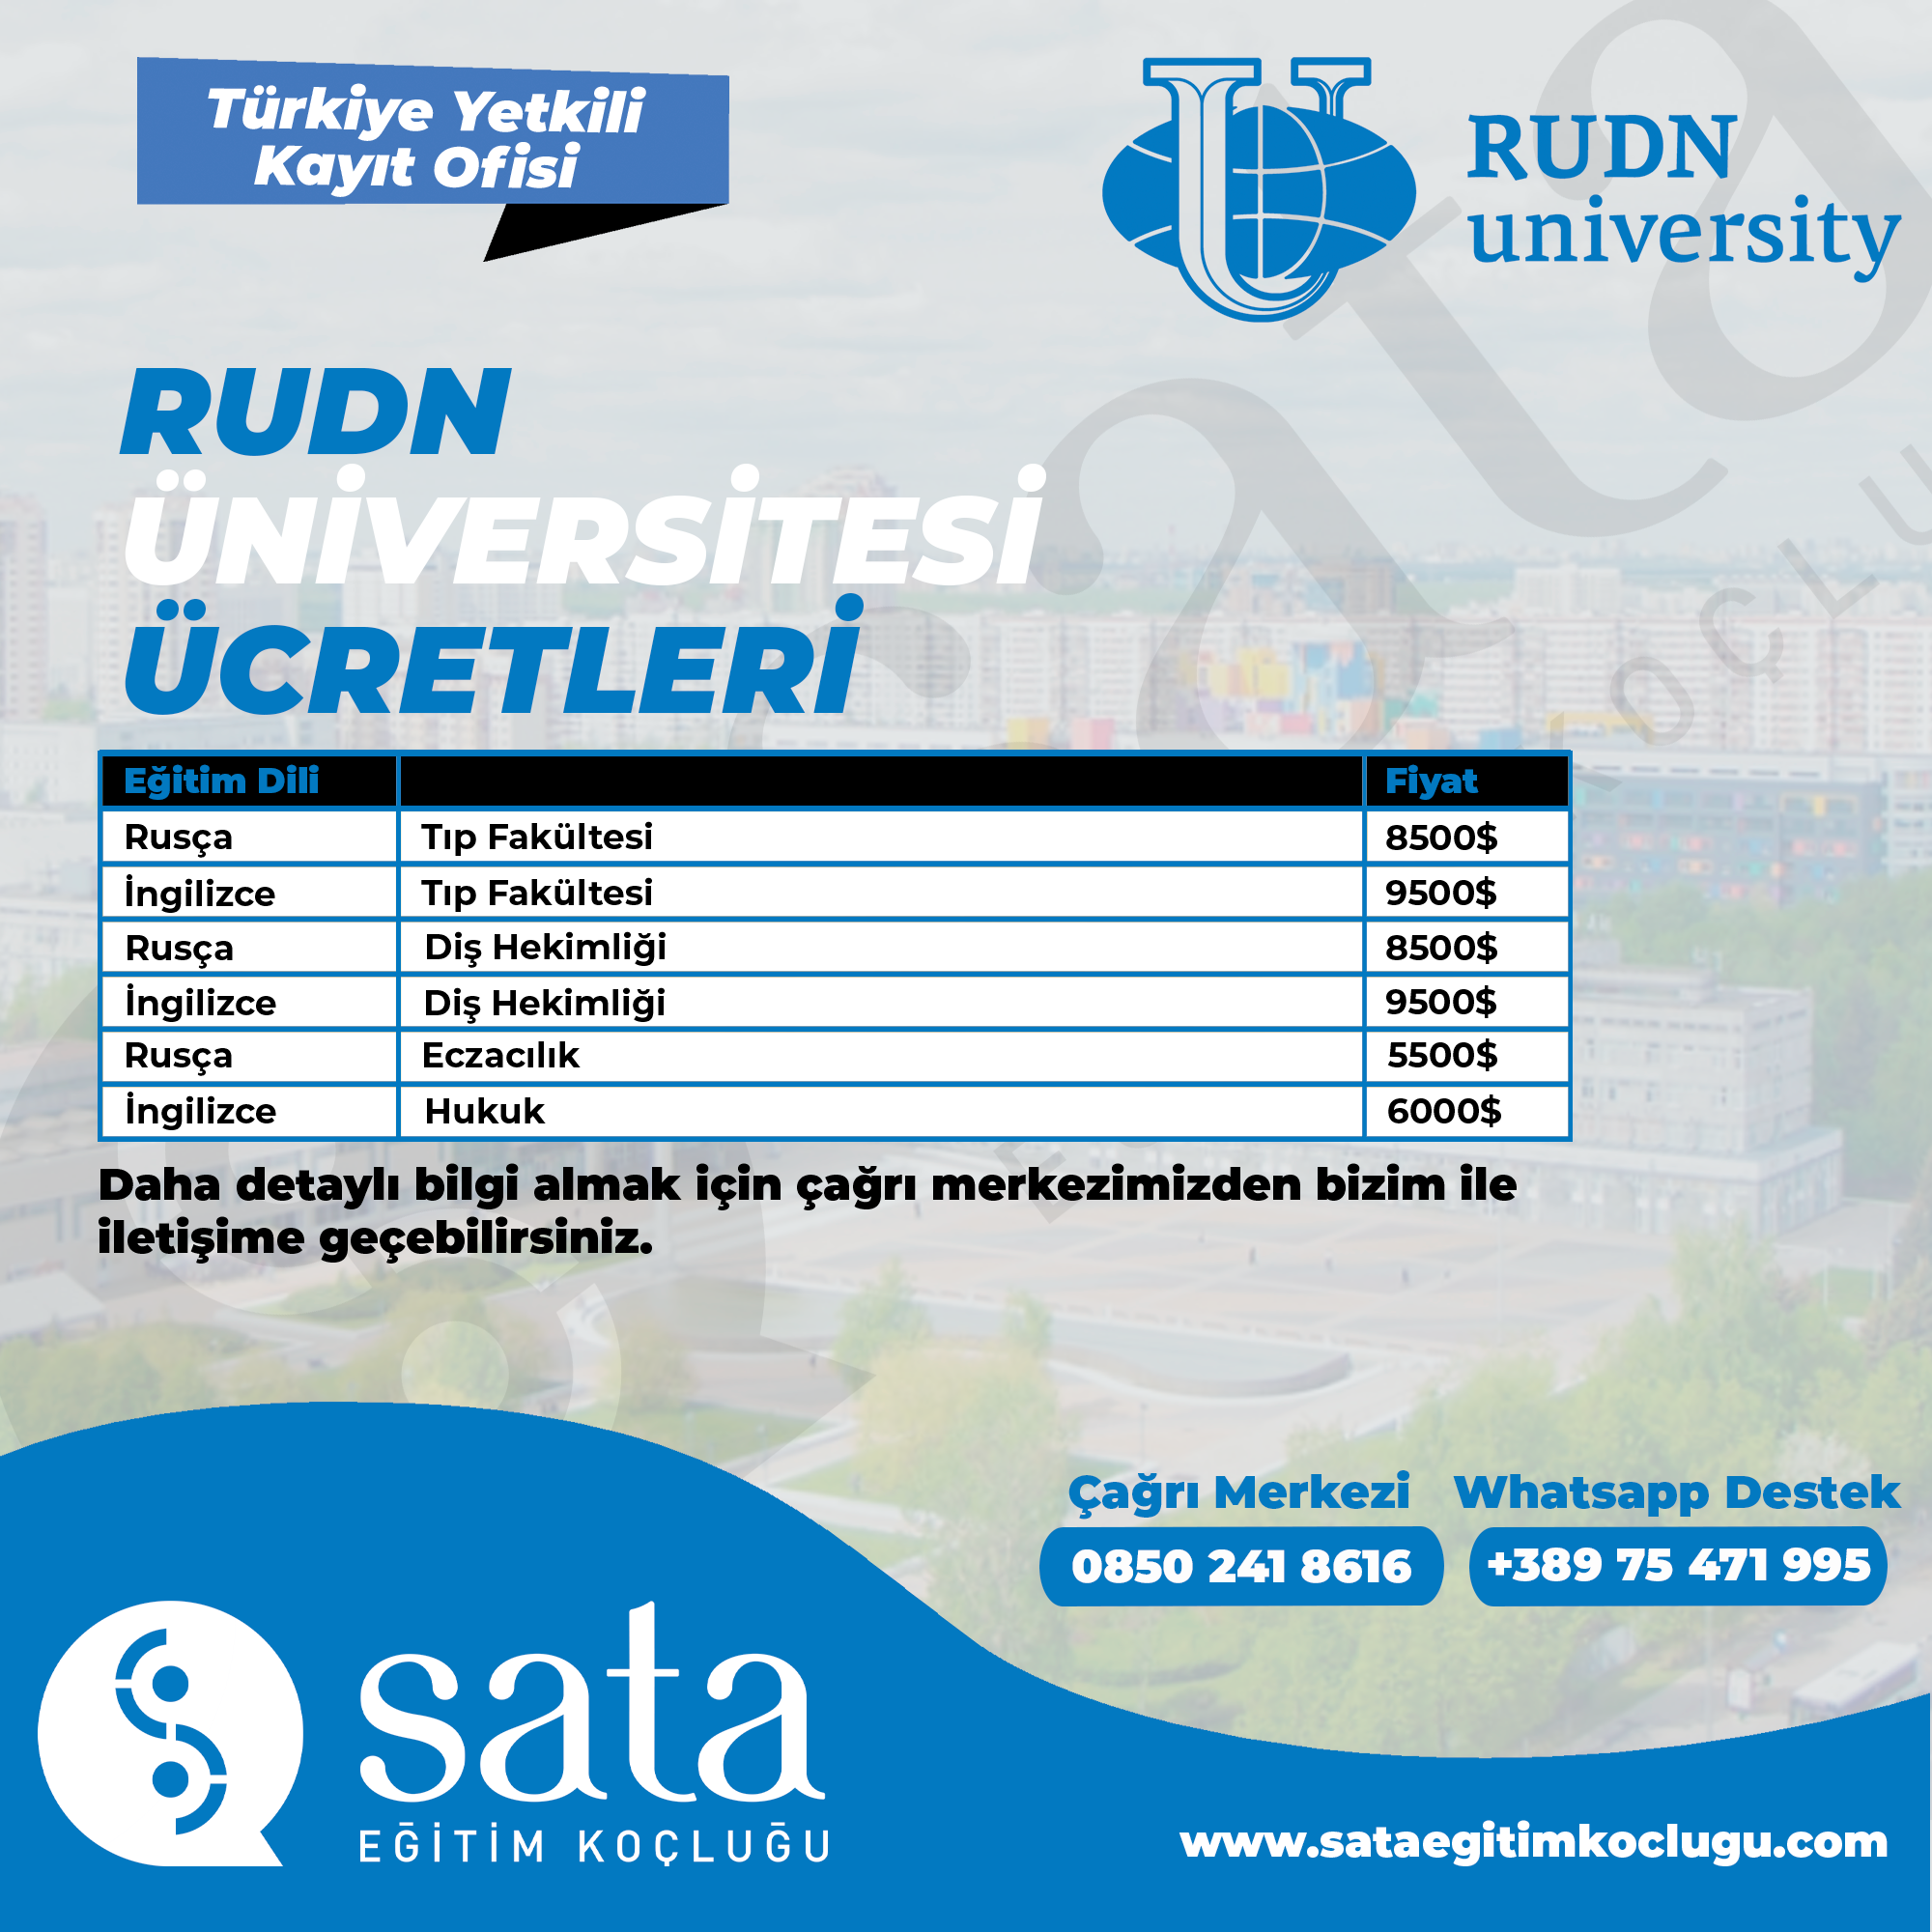 Türkiye Yetkili
Kayıt Ofisi
RUDN
university
RUDN
ÜNİVERSİTESİ
ÜCRETLERİ
Eğitim Dili Fiyat
Rusça Tıp Fakültesi 8500$
İngilizce Tıp Fakültesi 9500$
Rusça Diş Hekimliği 8500$
İngilizce Diş Hekimliği 9500$
Rusça Eczacılık 5500$
İngilizce Hukuk 6000$
Daha detaylı bilgi almak için çağrı merkezimizden bizim ile
iletişime geçebilirsiniz.
Çağrı Merkezi Whatsapp Destek
0850 241 8616 +389 75 471 995
sata
EĞİTİM KOÇLUĞU
www.sataegitimkoclugu.com